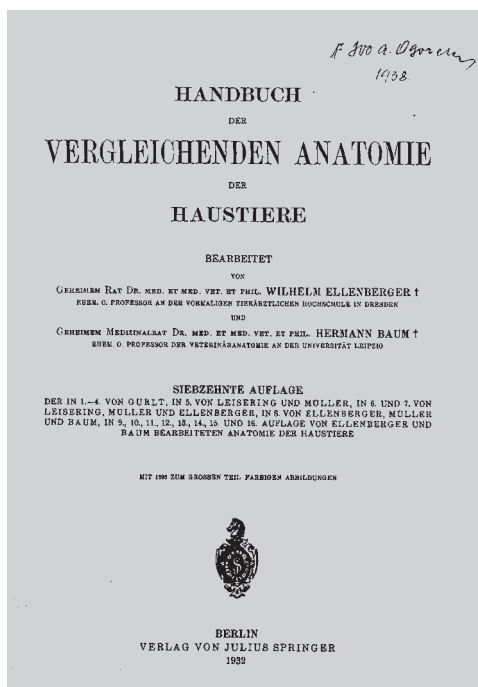 Ivo A.
1938.
HANDBUCH
DER
VERGLEICHENDEN ANATOMIE
DER
HAUSTIERE
BEARBEITET
VON
GEHEIMEM RAT DR. MED. ET MED. VET. ET PHIL. WILHELM ELLENBERGER †
EHEM. O. PROFESSOR AN DER VORMALIGEN TIERÄRZTLICHEN HOCHSCHULE IN DRESDEN
UND
GEHEIMEM MEDIZINALRAT DR. MED. ET MED. VET. ET PHIL. HERMANN BAUM †
EHEM. O. PROFESSOR DER VETERINÄRANATOMIE AN DER UNIVERSITÄT LEIPZIG
SIEBZEHNTE AUFLAGE
DER IN 1.–4. VON GURLT, IN 5. VON LEISERING UND MÜLLER, IN 6. UND 7. VON
LEISERING, MÜLLER UND ELLENBERGER, IN 8. VON ELLENBERGER, MÜLLER
UND BAUM, IN 9., 10., 11., 12., 13., 14., 15. UND 16. AUFLAGE VON ELLENBERGER UND
BAUM BEARBEITETEN ANATOMIE DER HAUSTIERE
MIT ZUM GROSSEN TEIL FARBIGEN ABBILDUNGEN
BERLIN
VERLAG VON JULIUS SPRINGER
1932